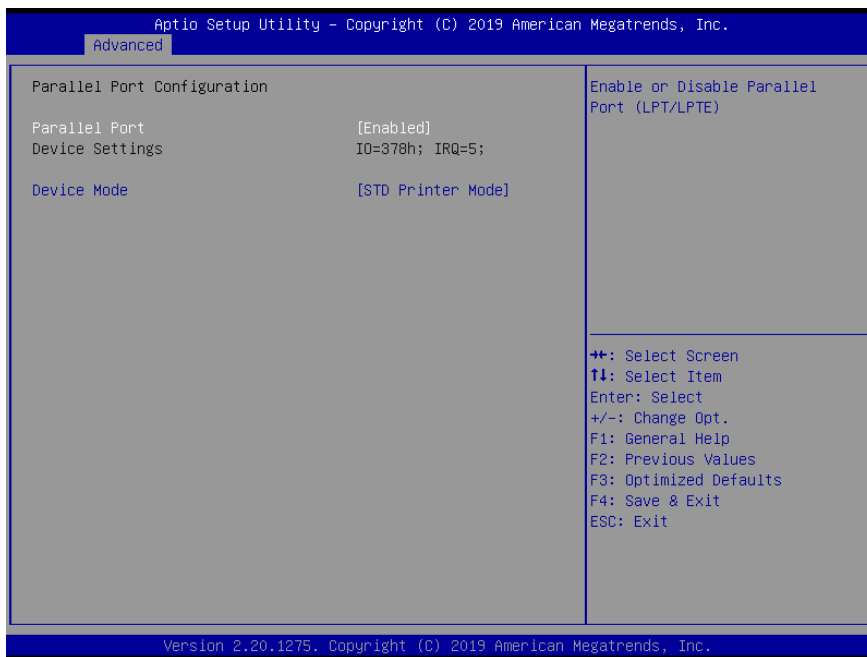 Aptio Setup Utility – Copyright (C) 2019 American Megatrends, Inc.
Advanced
Parallel Port Configuration
Parallel Port [Enabled]
Device Settings IO=378h; IRQ=5;
Device Mode [STD Printer Mode]
Enable or Disable Parallel
Port (LPT/LPTE)
→←: Select Screen
↑↓: Select Item
Enter: Select
+/-: Change Opt.
F1: General Help
F2: Previous Values
F3: Optimized Defaults
F4: Save & Exit
ESC: Exit
Version 2.20.1275. Copyright (C) 2019 American Megatrends, Inc.